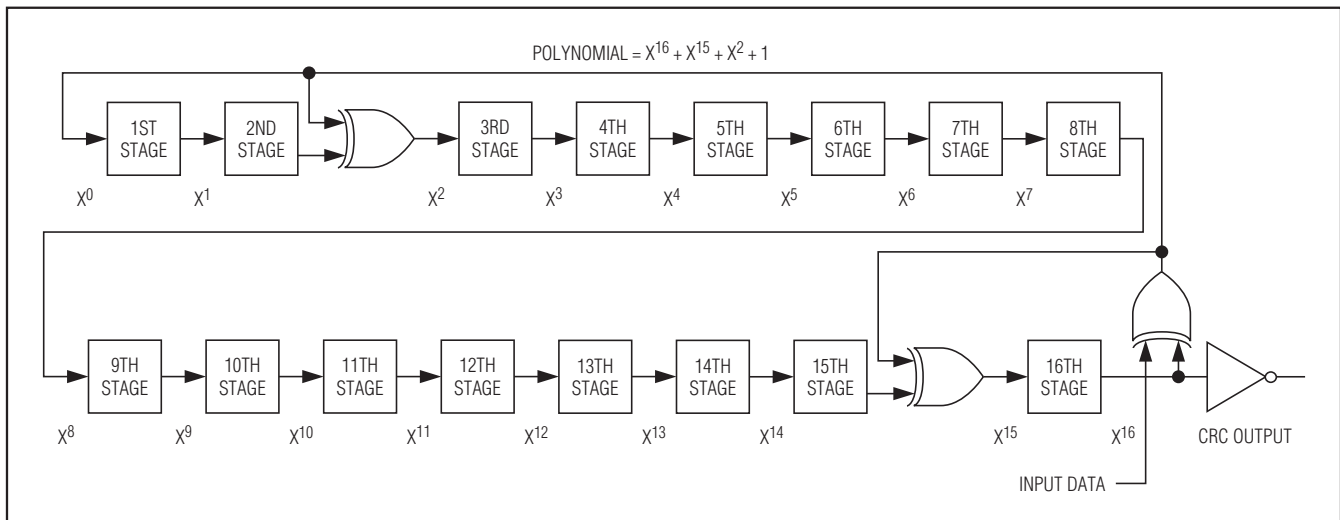 POLYNOMIAL = X¹⁶ + X¹⁵ + X² + 1
1ST
STAGE
2ND
STAGE
3RD
STAGE
4TH
STAGE
5TH
STAGE
6TH
STAGE
7TH
STAGE
8TH
STAGE
X⁰
X¹
X²
X³
X⁴
X⁵
X⁶
X⁷
9TH
STAGE
10TH
STAGE
11TH
STAGE
12TH
STAGE
13TH
STAGE
14TH
STAGE
15TH
STAGE
16TH
STAGE
X⁸
X⁹
X¹⁰
X¹¹
X¹²
X¹³
X¹⁴
X¹⁵
X¹⁶
CRC OUTPUT
INPUT DATA